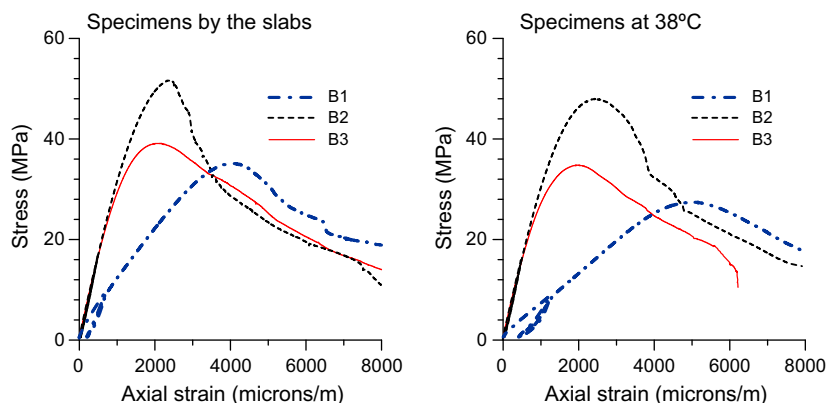 Specimens by the slabs
60
40
20
0
Stress (MPa)
B1
B2
B3
0 2000 4000 6000 8000
Axial strain (microns/m)
Specimens at 38ºC
60
40
20
0
Stress (MPa)
B1
B2
B3
0 2000 4000 6000 8000
Axial strain (microns/m)